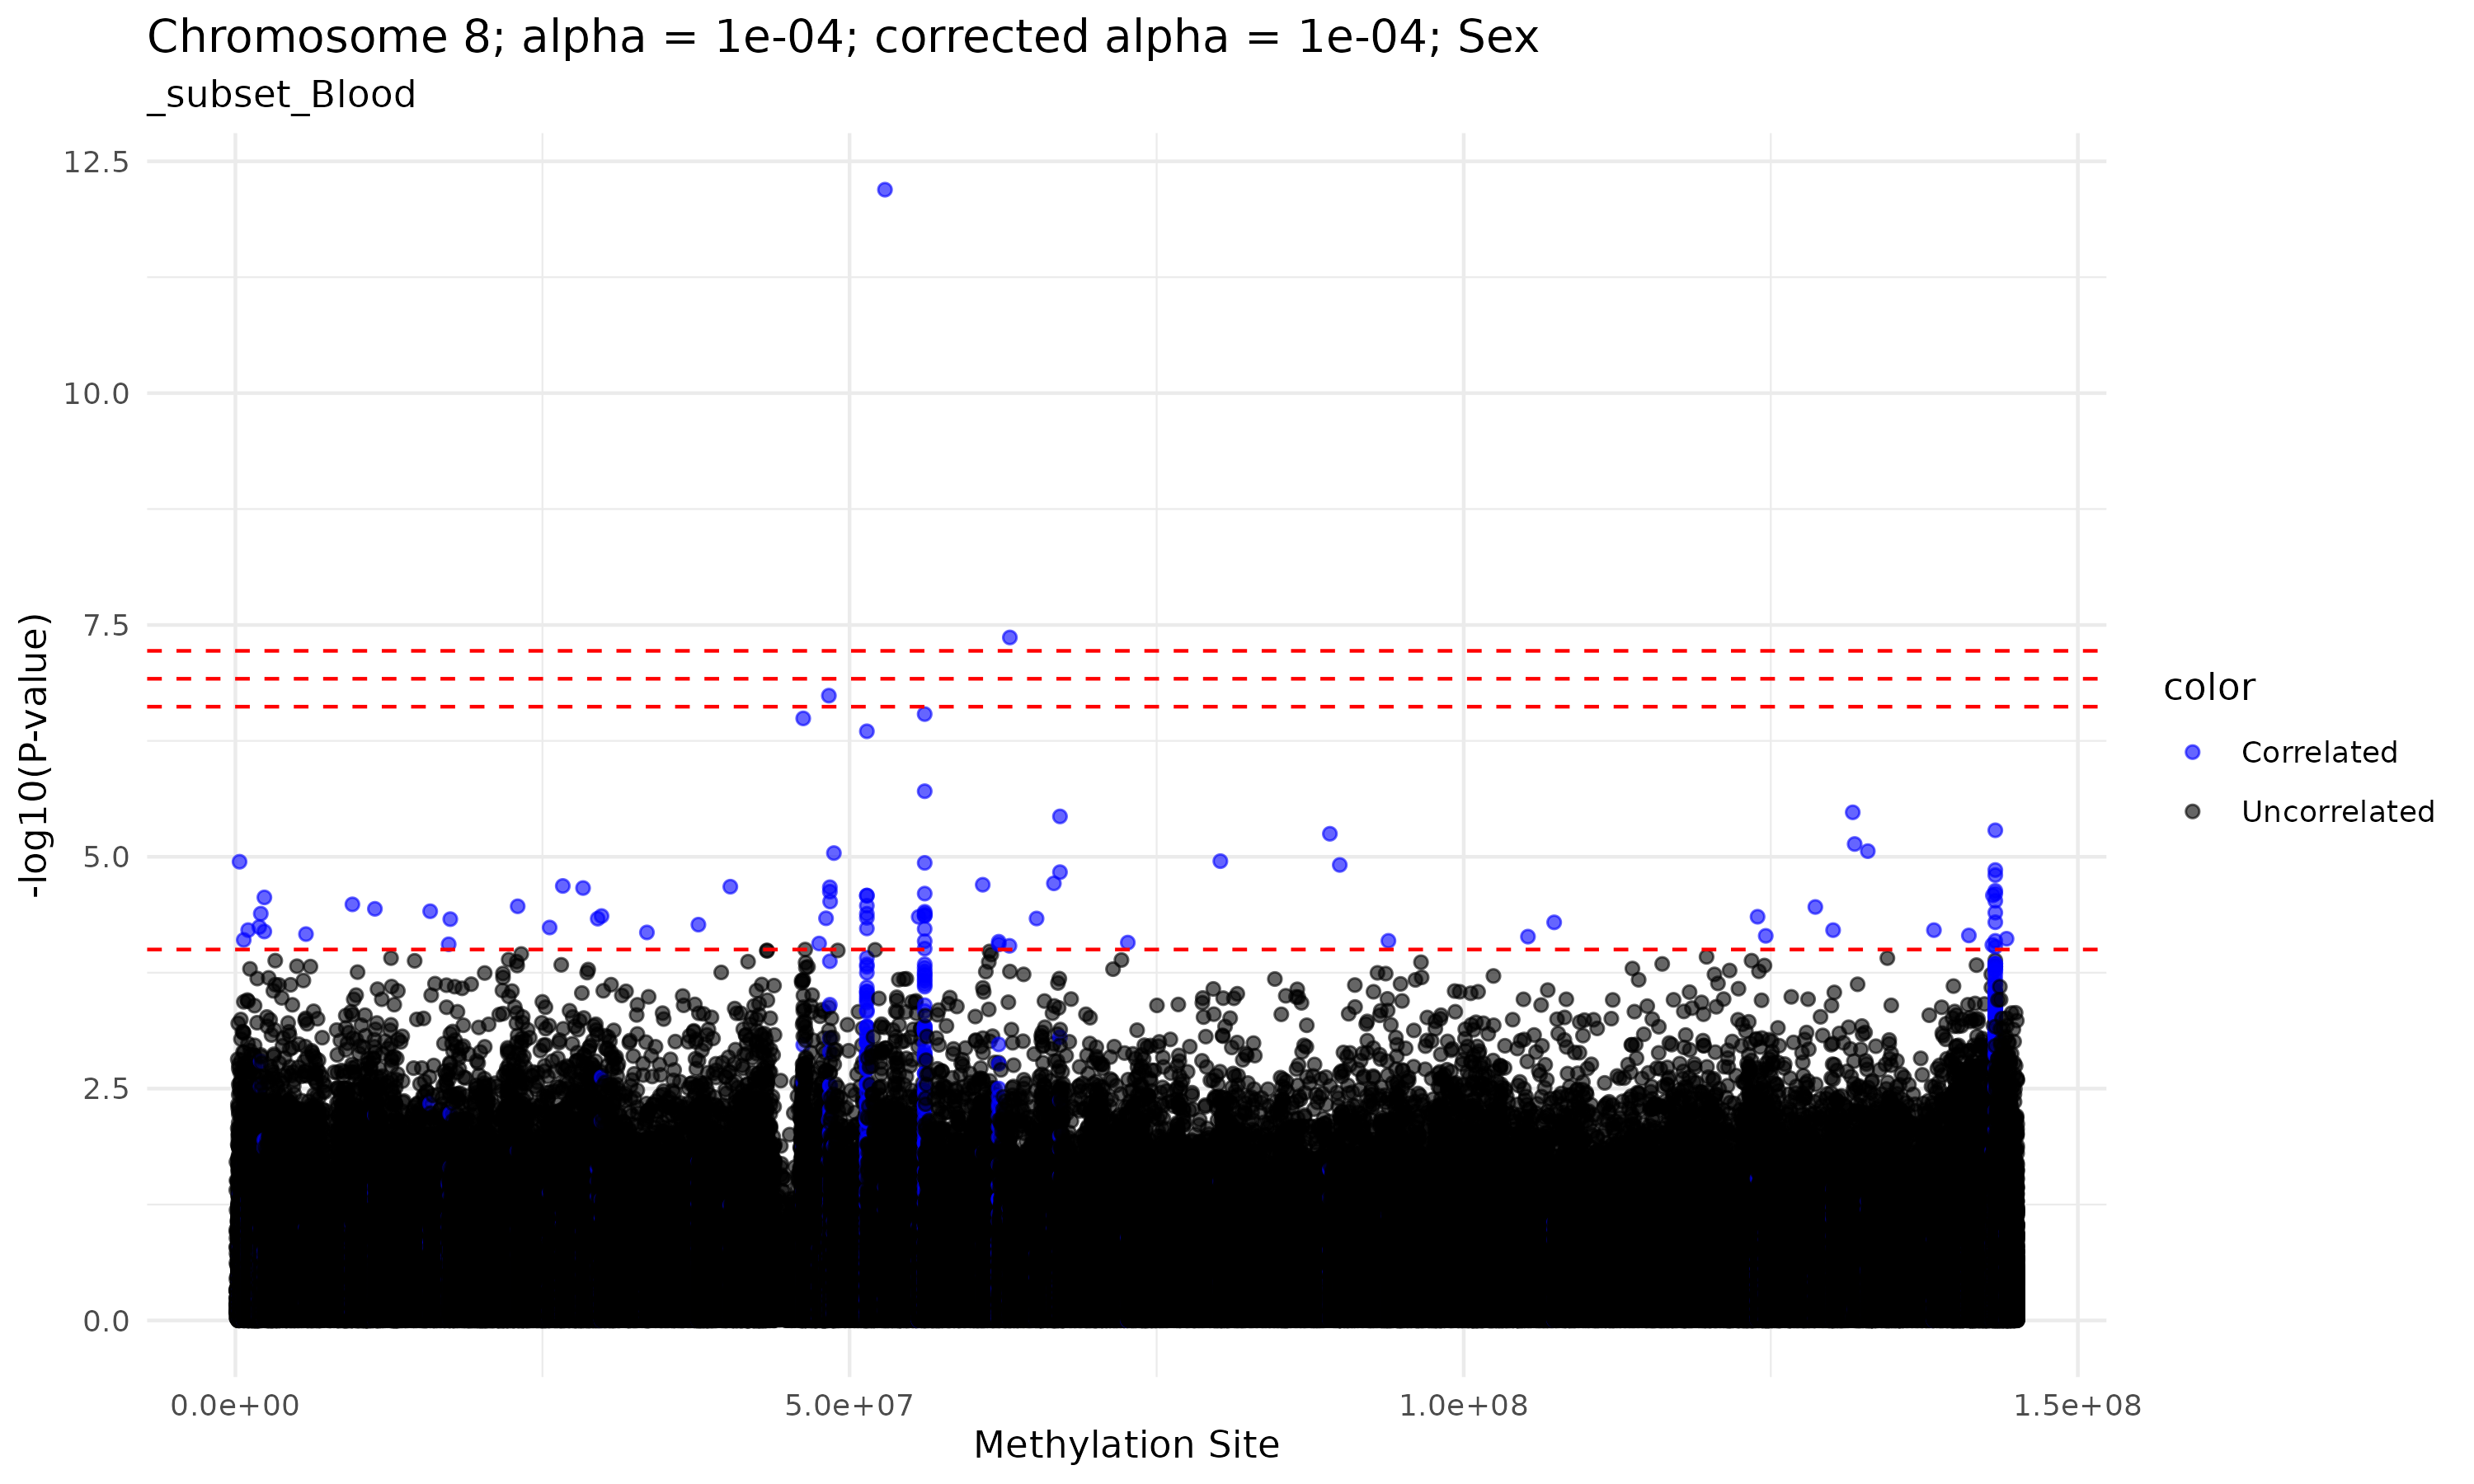 Chromosome 8; alpha = 1e-04; corrected alpha = 1e-04; Sex
_subset_Blood
12.5
10.0
7.5
5.0
2.5
0.0
-log10(P-value)
0.0e+00
5.0e+07
1.0e+08
1.5e+08
Methylation Site
color
Correlated
Uncorrelated